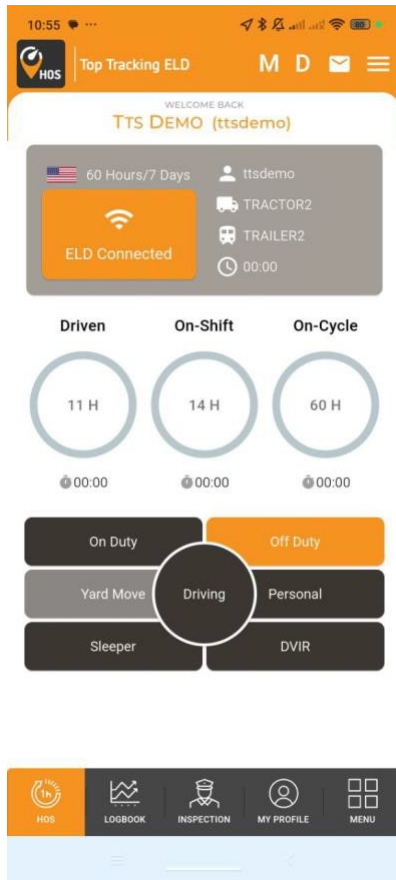 10:55
80
HOS
Top Tracking ELD
M D
WELCOME BACK
TTS DEMO (ttsdemo)
60 Hours/7 Days
ttsdemo
TRACTOR2
ELD Connected
TRAILER2
00:00
Driven On-Shift On-Cycle
11 H 14 H 60 H
00:00 00:00 00:00
On Duty Off Duty
Yard Move Driving Personal
Sleeper DVIR
1h
HOS LOGBOOK INSPECTION MY PROFILE MENU